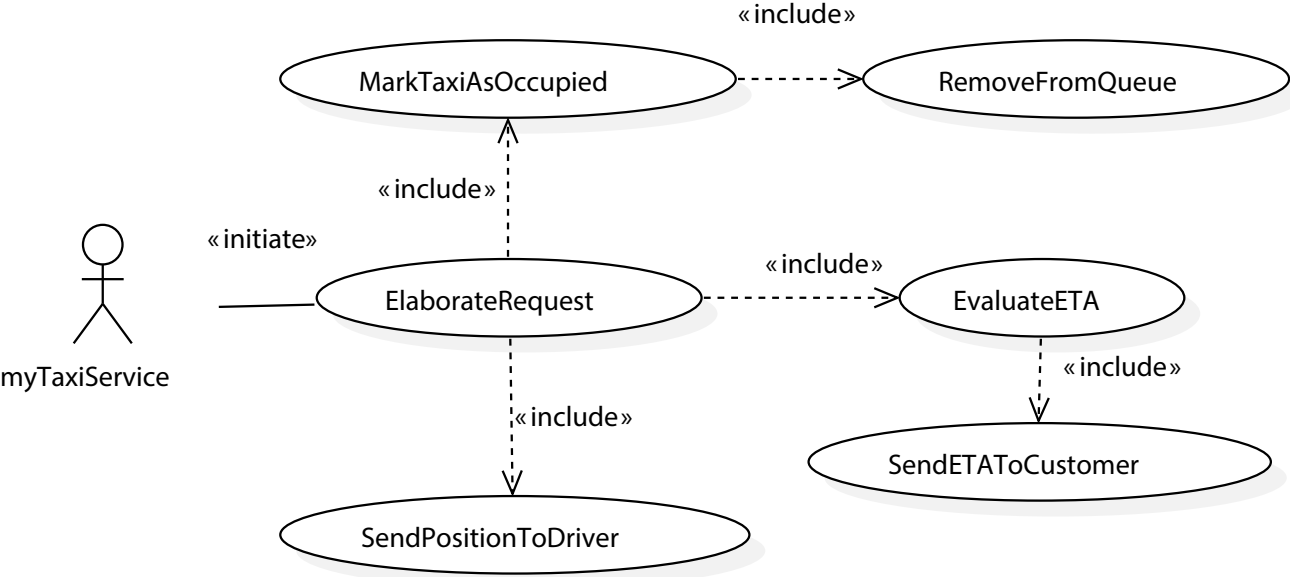 «include»
MarkTaxiAsOccupied
RemoveFromQueue
«include»
«initiate»
«include»
ElaborateRequest
EvaluateETA
«include»
myTaxiService
«include»
SendETAToCustomer
SendPositionToDriver